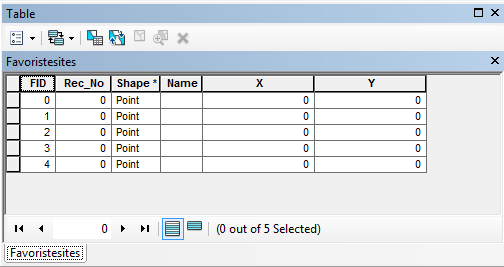 Table
Favoristesites
FID Rec_No Shape * Name X Y
0 0 Point 0 0
1 0 Point 0 0
2 0 Point 0 0
3 0 Point 0 0
4 0 Point 0 0
0 (0 out of 5 Selected)
Favoristesites